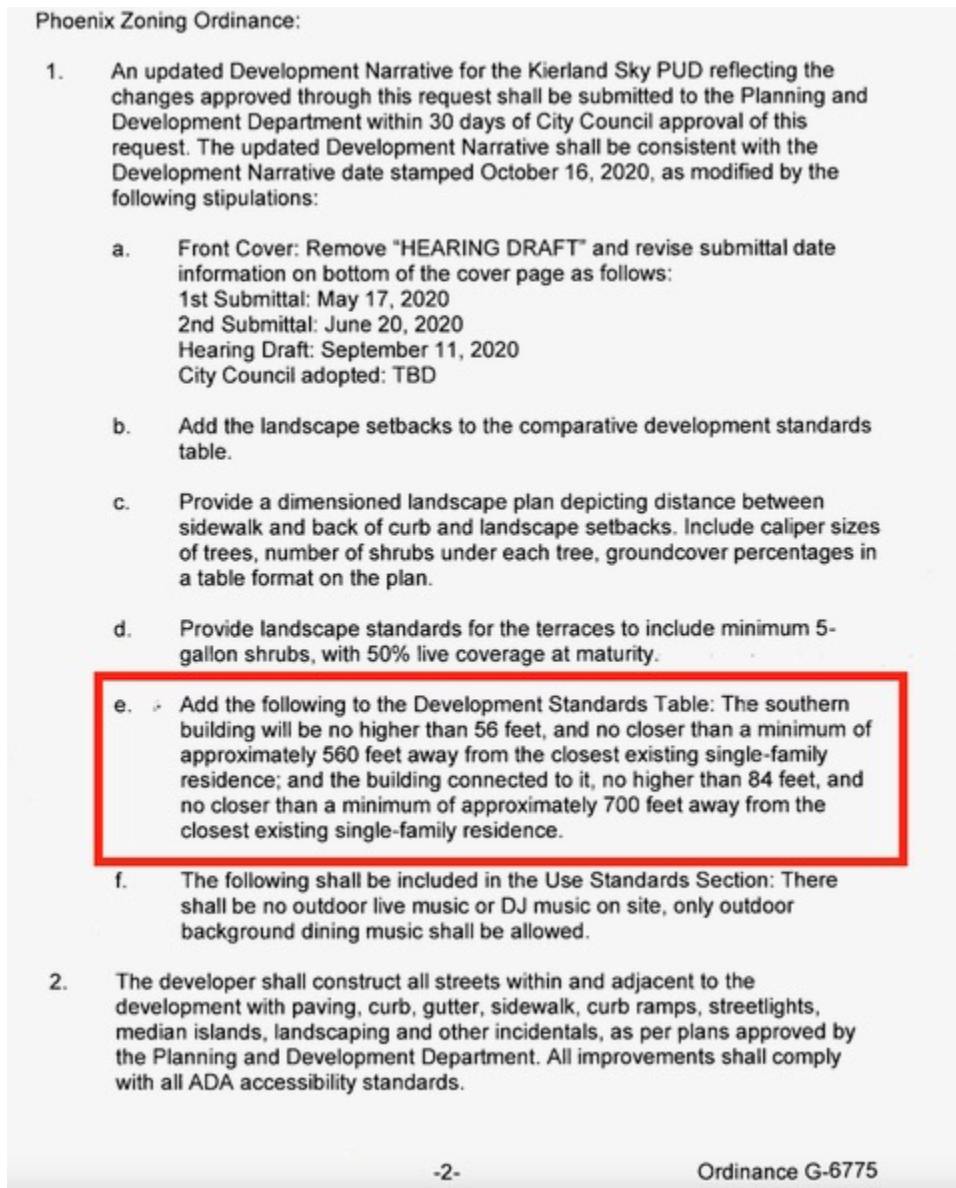 Phoenix Zoning Ordinance:
1. An updated Development Narrative for the Kierland Sky PUD reflecting the
changes approved through this request shall be submitted to the Planning and
Development Department within 30 days of City Council approval of this
request. The updated Development Narrative shall be consistent with the
Development Narrative date stamped October 16, 2020, as modified by the
following stipulations:
a. Front Cover: Remove "HEARING DRAFT" and revise submittal date
information on bottom of the cover page as follows:
1st Submittal: May 17, 2020
2nd Submittal: June 20, 2020
Hearing Draft: September 11, 2020
City Council adopted: TBD
b. Add the landscape setbacks to the comparative development standards
table.
c. Provide a dimensioned landscape plan depicting distance between
sidewalk and back of curb and landscape setbacks. Include caliper sizes
of trees, number of shrubs under each tree, groundcover percentages in
a table format on the plan.
d. Provide landscape standards for the terraces to include minimum 5-
gallon shrubs, with 50% live coverage at maturity.
e. Add the following to the Development Standards Table: The southern
building will be no higher than 56 feet, and no closer than a minimum of
approximately 560 feet away from the closest existing single-family
residence; and the building connected to it, no higher than 84 feet, and
no closer than a minimum of approximately 700 feet away from the
closest existing single-family residence.
f. The following shall be included in the Use Standards Section: There
shall be no outdoor live music or DJ music on site, only outdoor
background dining music shall be allowed.
2. The developer shall construct all streets within and adjacent to the
development with paving, curb, gutter, sidewalk, curb ramps, streetlights,
median islands, landscaping and other incidentals, as per plans approved by
the Planning and Development Department. All improvements shall comply
with all ADA accessibility standards.
-2- Ordinance G-6775